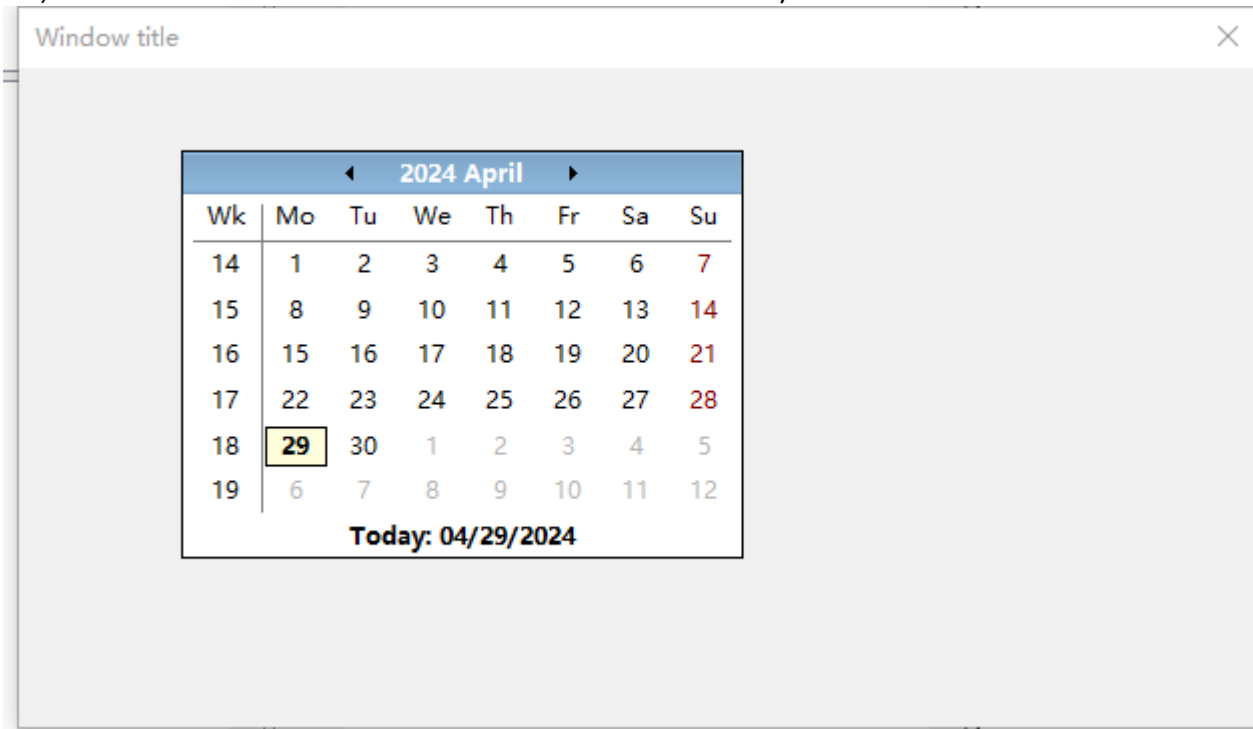 Window title
2024 April
Wk Mo Tu We Th Fr Sa Su
14 1 2 3 4 5 6 7
15 8 9 10 11 12 13 14
16 15 16 17 18 19 20 21
17 22 23 24 25 26 27 28
18 29 30 1 2 3 4 5
19 6 7 8 9 10 11 12
Today: 04/29/2024